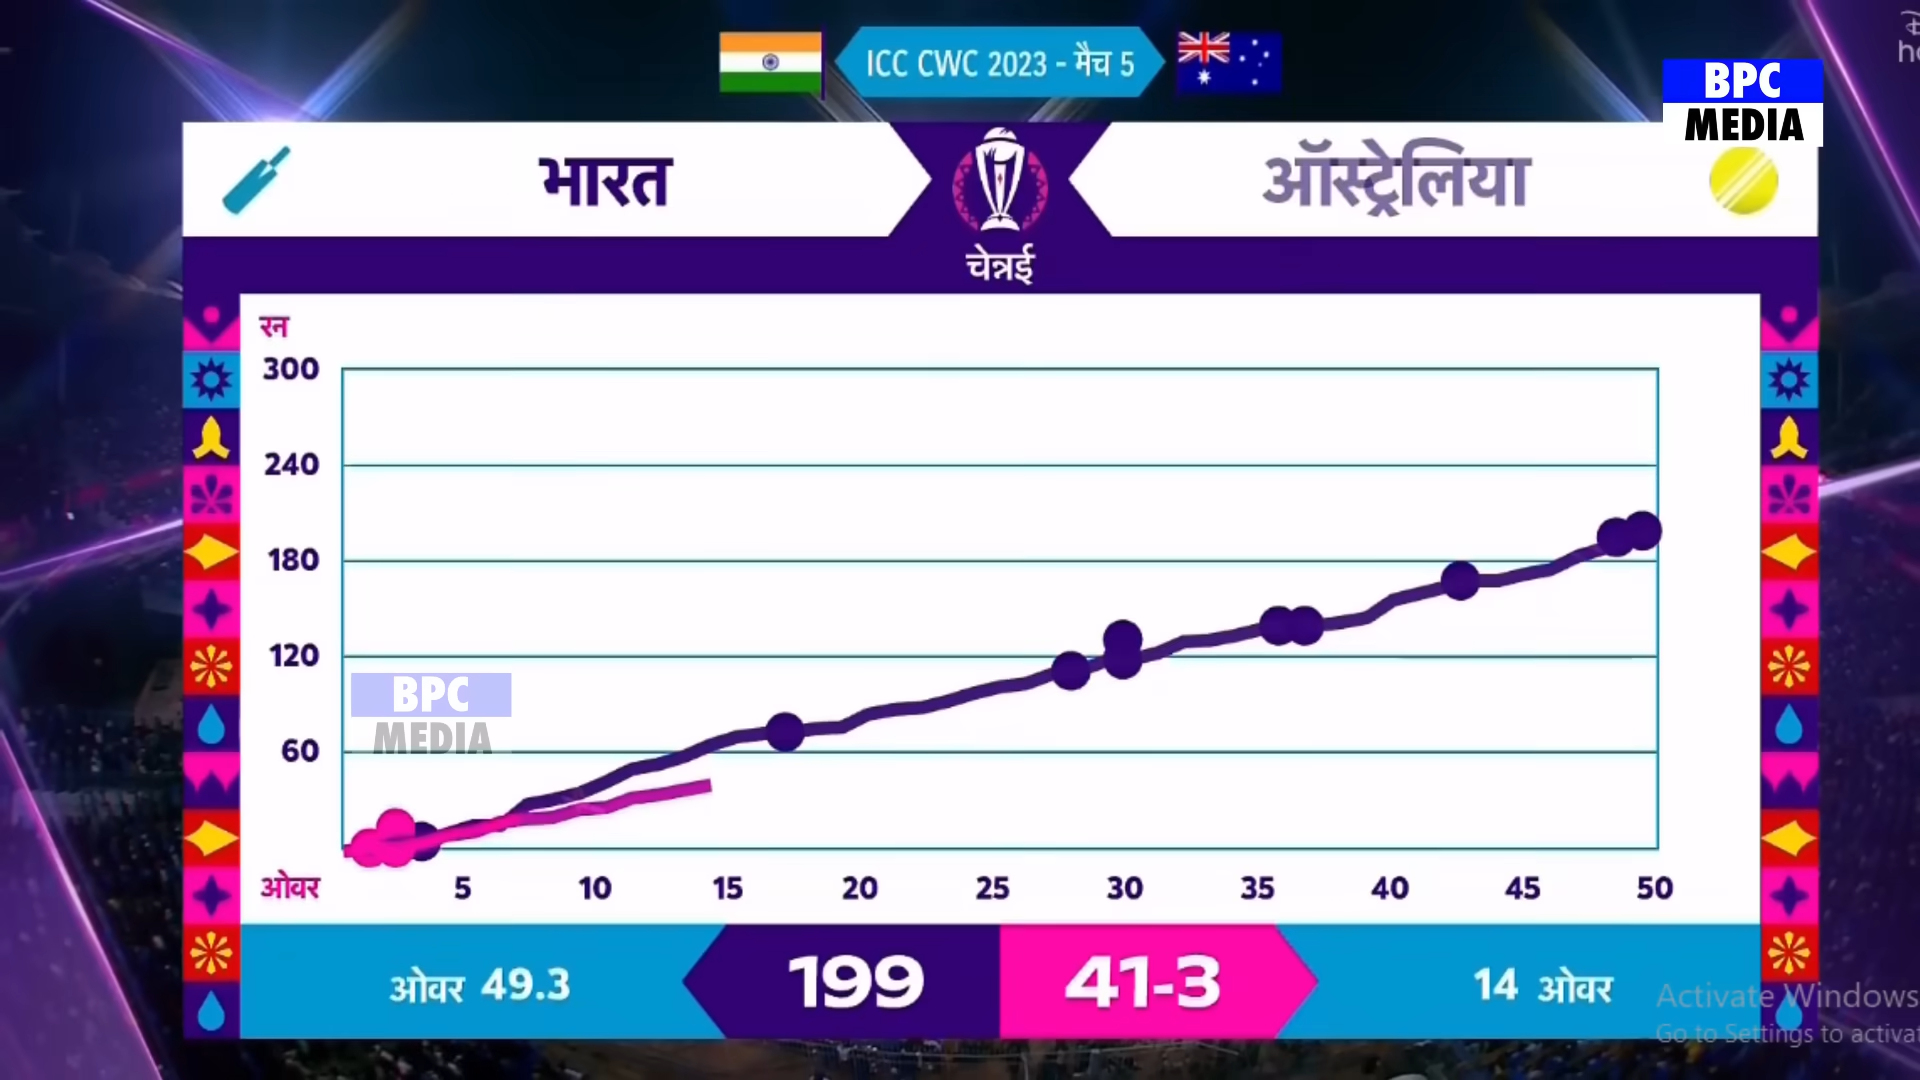 ICC CWC 2023 - मैच 5
BPC
MEDIA
भारत
ऑस्ट्रेलिया
चेन्नई
रन
300
240
180
120
60
BPC
MEDIA
ओवर 5 10 15 20 25 30 35 40 45 50
ओवर 49.3 199 41-3 14 ओवर
Activate Windows
Go to Settings to